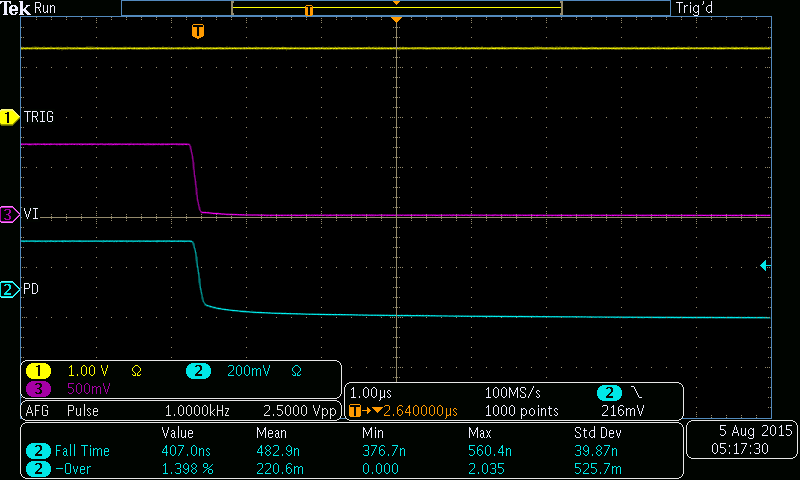 Tek Run Trig'd
T
T
1 TRIG
3 VI
2 PD
1 1.00 V Ω 2 200mV Ω
3 500mV
AFG Pulse 1.0000kHz 2.5000 Vpp
1.00µs 100MS/s 2
T→▼2.640000µs 1000 points 216mV
Value Mean Min Max Std Dev
2 Fall Time 407.0ns 482.9n 376.7n 560.4n 39.87n
2 −Over 1.398 % 220.6m 0.000 2.035 525.7m
5 Aug 2015
05:17:30